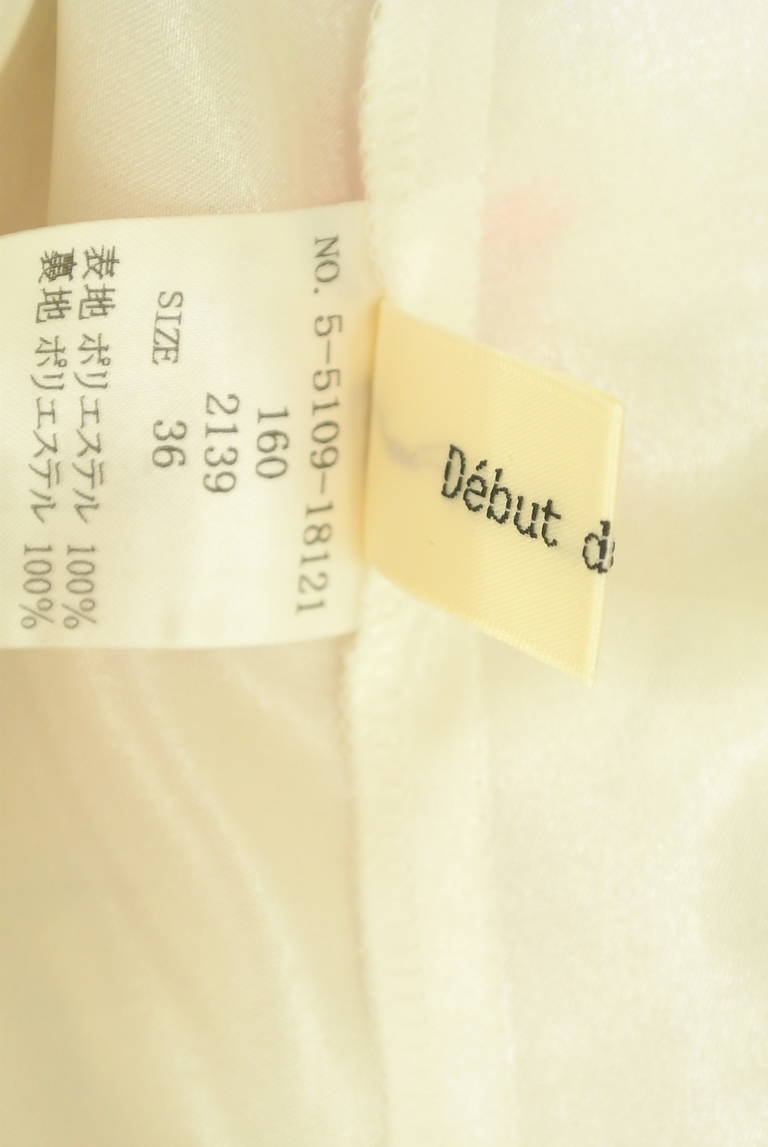 NO. 5-5109-18121
160
2139
SIZE 36
表地 ポリエステル 100%
裏地 ポリエステル 100%
Début d